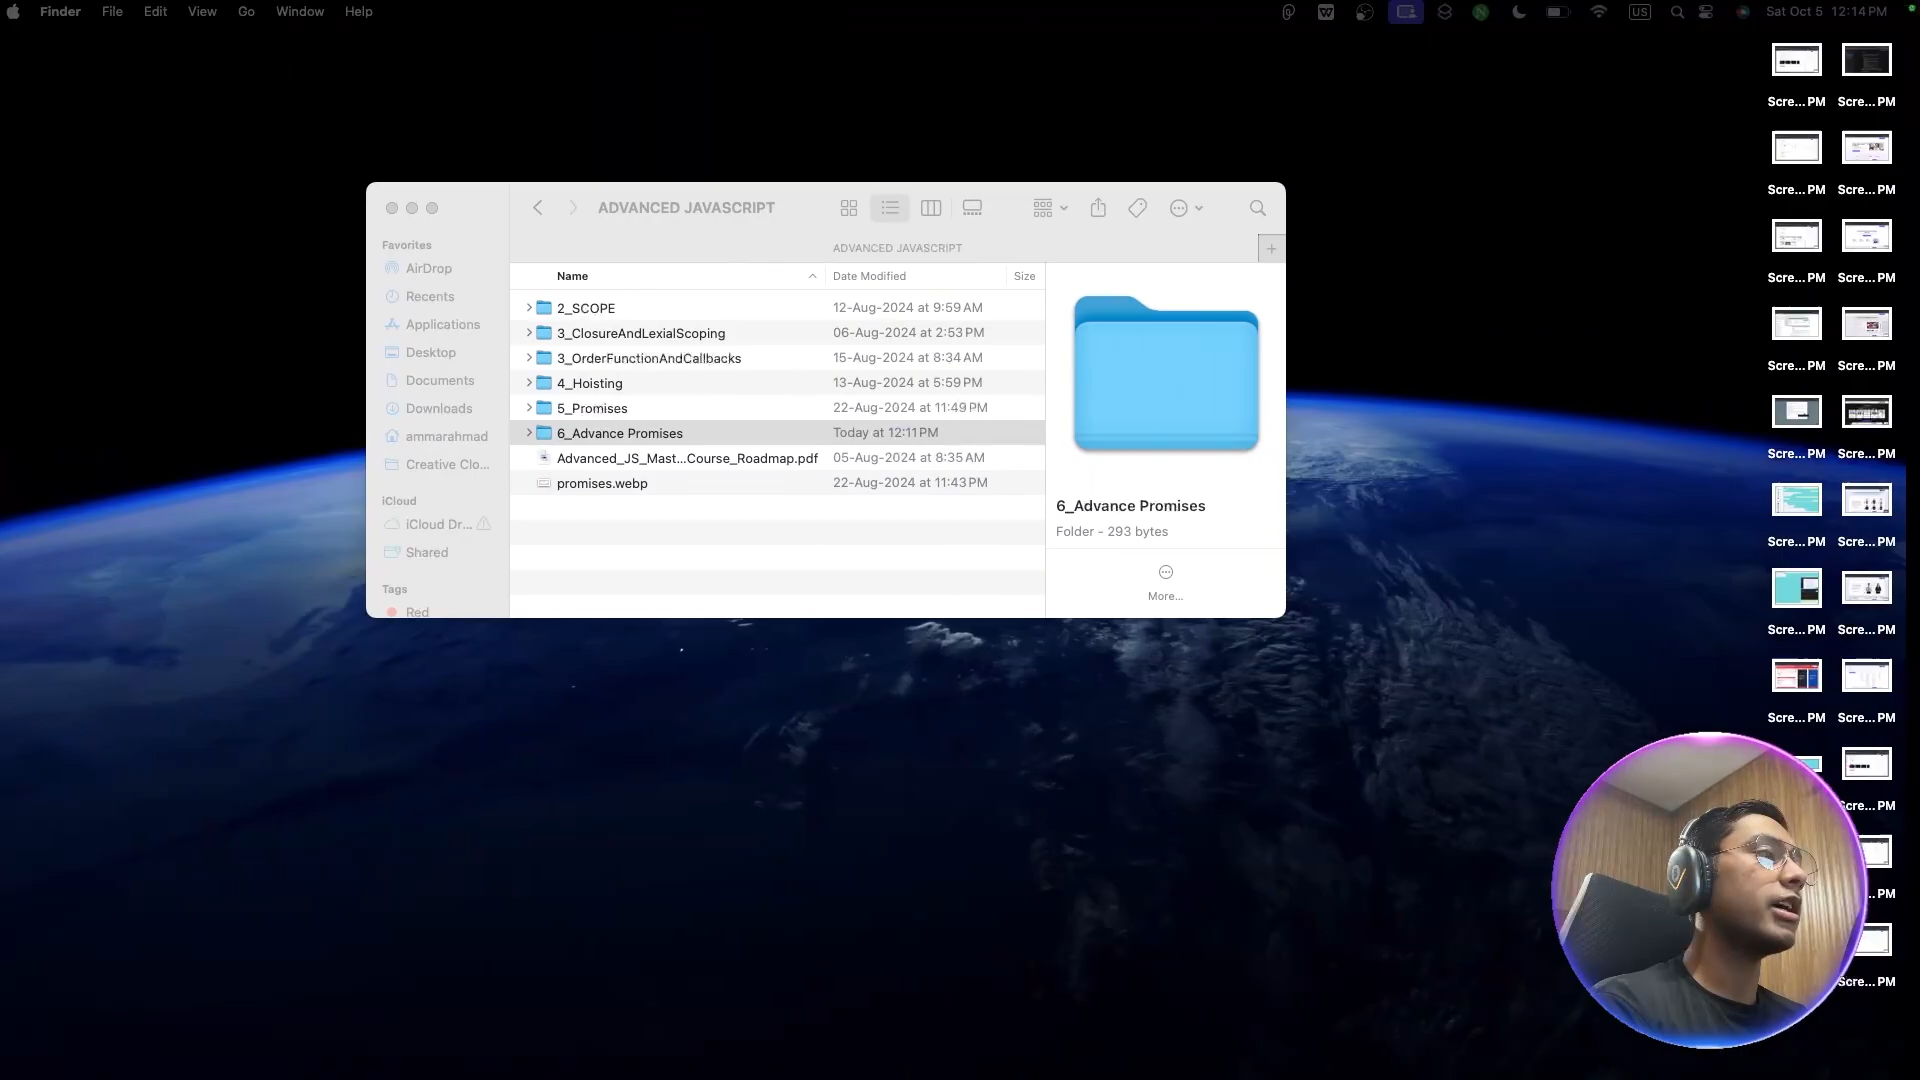 Finder File Edit View Go Window Help
US Sat Oct 5 12:14 PM
ADVANCED JAVASCRIPT
ADVANCED JAVASCRIPT
Favorites
AirDrop
Recents
Applications
Desktop
Documents
Downloads
ammarahmad
Creative Clo...
iCloud
iCloud Dr...
Shared
Tags
Red
Name Date Modified Size
2_SCOPE 12-Aug-2024 at 9:59 AM
3_ClosureAndLexialScoping 06-Aug-2024 at 2:53 PM
3_OrderFunctionAndCallbacks 15-Aug-2024 at 8:34 AM
4_Hoisting 13-Aug-2024 at 5:59 PM
5_Promises 22-Aug-2024 at 11:49 PM
6_Advance Promises Today at 12:11 PM
Advanced_JS_Mast...Course_Roadmap.pdf 05-Aug-2024 at 8:35 AM
promises.webp 22-Aug-2024 at 11:43 PM
6_Advance Promises
Folder - 293 bytes
More...
Scre... PM Scre... PM
Scre... PM Scre... PM
Scre... PM Scre... PM
Scre... PM Scre... PM
Scre... PM Scre... PM
Scre... PM Scre... PM
Scre... PM Scre... PM
Scre... PM Scre... PM
Scre... PM
PM
Scre... PM